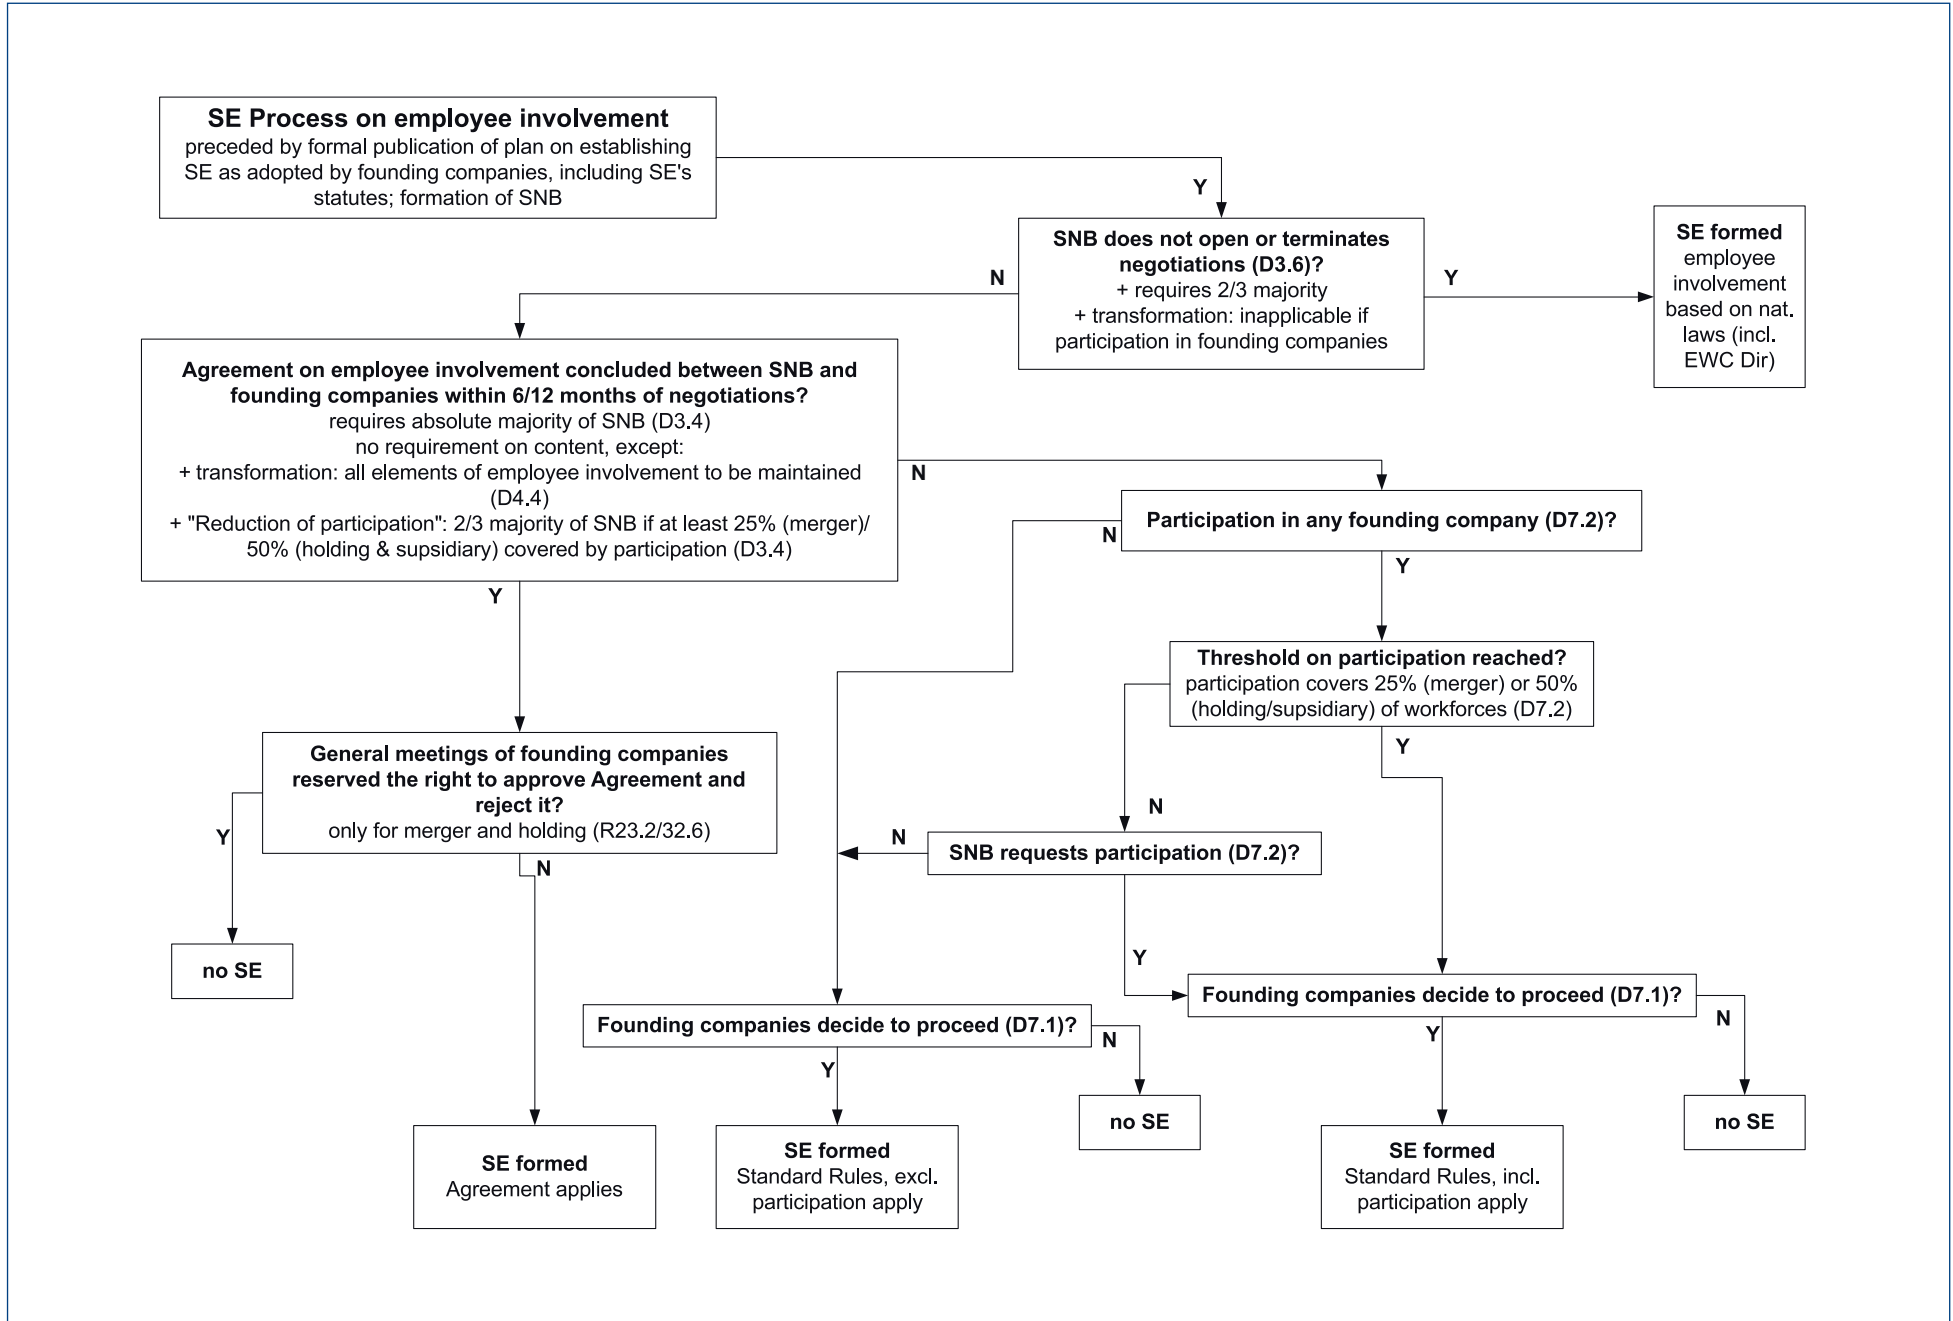 SE Process on employee involvement
preceded by formal publication of plan on establishing
SE as adopted by founding companies, including SE's
statutes; formation of SNB
Y
SNB does not open or terminates
negotiations (D3.6)?
+ requires 2/3 majority
+ transformation: inapplicable if
participation in founding companies
N
Y
SE formed
employee
involvement
based on nat.
laws (incl.
EWC Dir)
Agreement on employee involvement concluded between SNB and
founding companies within 6/12 months of negotiations?
requires absolute majority of SNB (D3.4)
no requirement on content, except:
+ transformation: all elements of employee involvement to be maintained
(D4.4)
+ "Reduction of participation": 2/3 majority of SNB if at least 25% (merger)/
50% (holding & supsidiary) covered by participation (D3.4)
N
Y
Participation in any founding company (D7.2)?
N
Y
Threshold on participation reached?
participation covers 25% (merger) or 50%
(holding/supsidiary) of workforces (D7.2)
N
Y
General meetings of founding companies
reserved the right to approve Agreement and
reject it?
only for merger and holding (R23.2/32.6)
Y
N
SNB requests participation (D7.2)?
N
Y
no SE
Founding companies decide to proceed (D7.1)?
N
Y
Founding companies decide to proceed (D7.1)?
N
Y
no SE
no SE
SE formed
Agreement applies
SE formed
Standard Rules, excl.
participation apply
SE formed
Standard Rules, incl.
participation apply